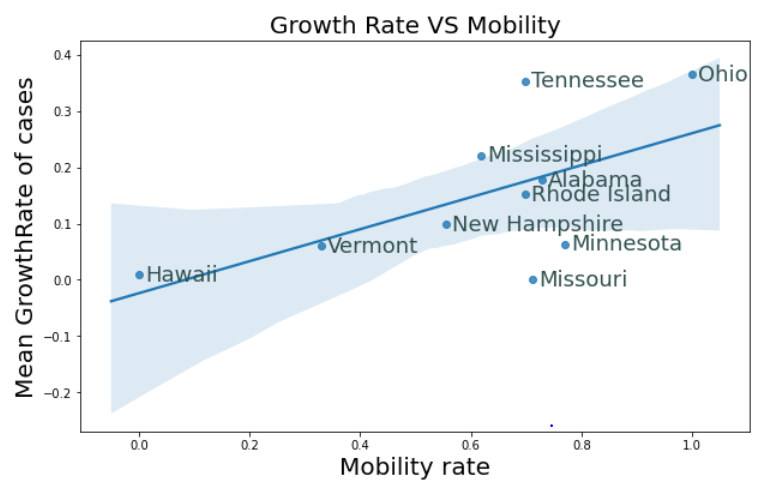 Growth Rate VS Mobility
Mean GrowthRate of cases
0.4
0.3
0.2
0.1
0.0
−0.1
−0.2
Tennessee
Ohio
Mississippi
Alabama
Rhode Island
New Hampshire
Vermont
Minnesota
Hawaii
Missouri
0.0 0.2 0.4 0.6 0.8 1.0
Mobility rate